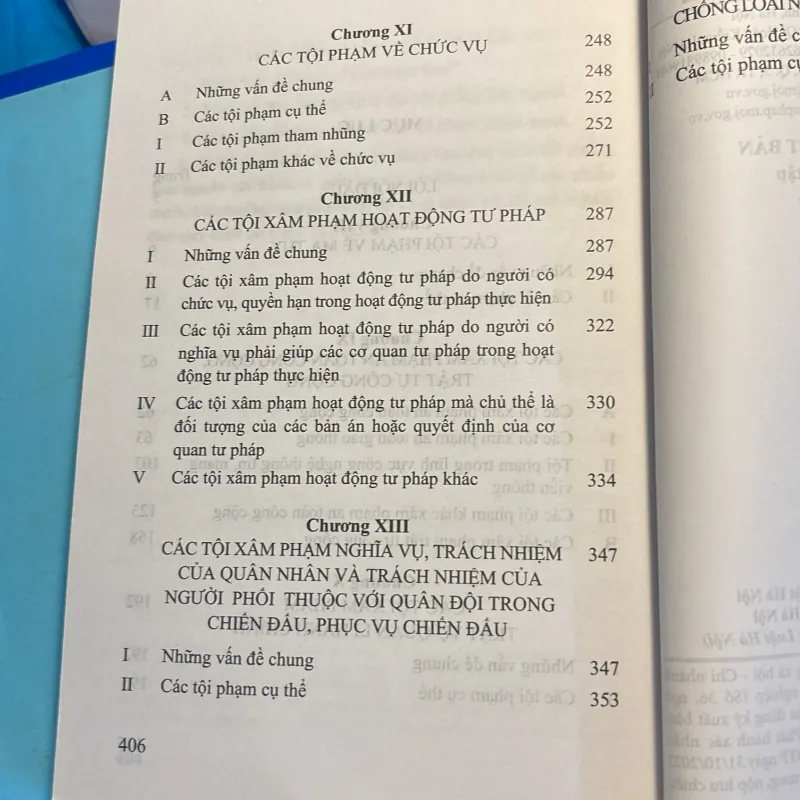 Chương XI
CÁC TỘI PHẠM VỀ CHỨC VỤ 248
A Những vấn đề chung 248
B Các tội phạm cụ thể 252
I Các tội phạm tham nhũng 252
II Các tội phạm khác về chức vụ 271
Chương XII
CÁC TỘI XÂM PHẠM HOẠT ĐỘNG TƯ PHÁP 287
I Những vấn đề chung 287
II Các tội xâm phạm hoạt động tư pháp do người có 294
chức vụ, quyền hạn trong hoạt động tư pháp thực hiện
III Các tội xâm phạm hoạt động tư pháp do người có 322
nghĩa vụ phải giúp các cơ quan tư pháp trong hoạt
động tư pháp thực hiện
IV Các tội xâm phạm hoạt động tư pháp mà chủ thể là 330
đối tượng của các bản án hoặc quyết định của cơ
quan tư pháp
V Các tội xâm phạm hoạt động tư pháp khác 334
Chương XIII
CÁC TỘI XÂM PHẠM NGHĨA VỤ, TRÁCH NHIỆM 347
CỦA QUÂN NHÂN VÀ TRÁCH NHIỆM CỦA
NGƯỜI PHỐI THUỘC VỚI QUÂN ĐỘI TRONG
CHIẾN ĐẤU, PHỤC VỤ CHIẾN ĐẤU
I Những vấn đề chung 347
II Các tội phạm cụ thể 353
406
CHỐNG LOÀI
Những vấn đề
Các tội phạm